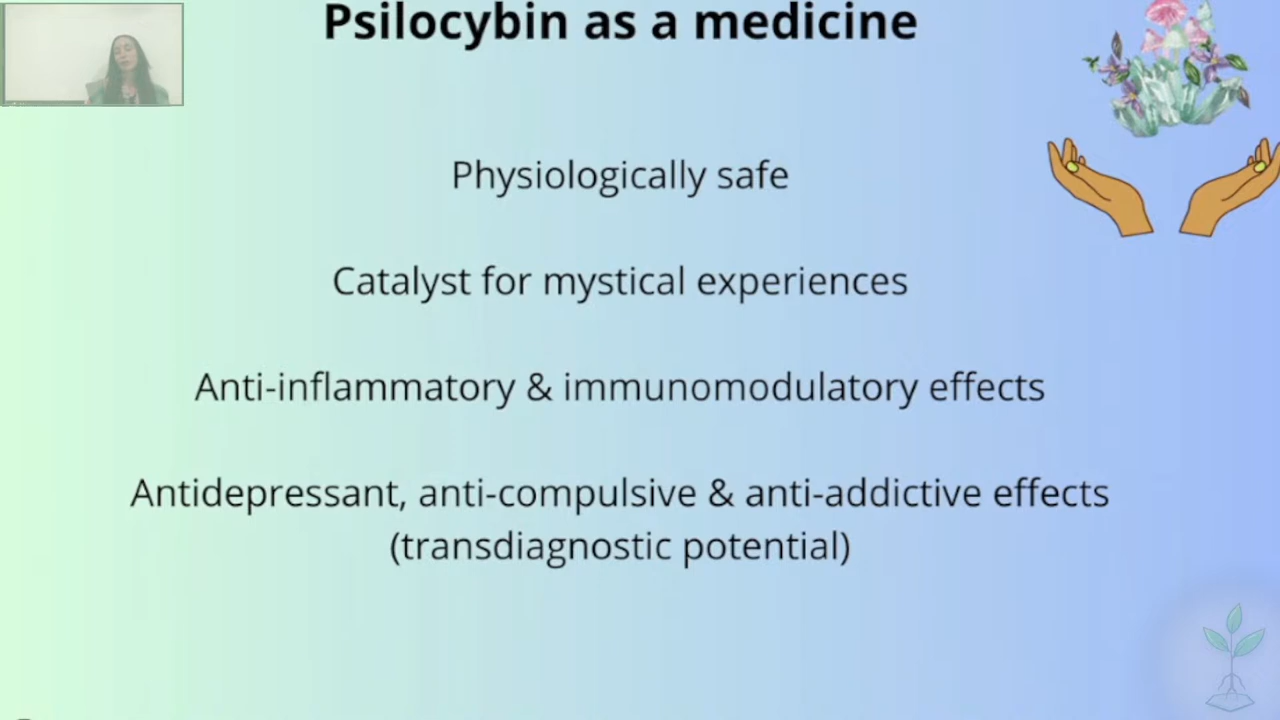 Psilocybin as a medicine
Physiologically safe
Catalyst for mystical experiences
Anti-inflammatory & immunomodulatory effects
Antidepressant, anti-compulsive & anti-addictive effects
(transdiagnostic potential)